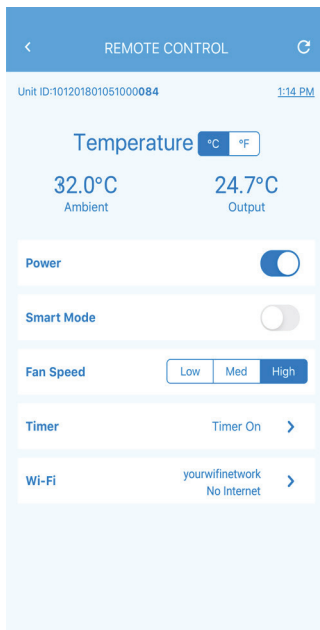 REMOTE CONTROL
Unit ID:101201801051000084 1:14 PM
Temperature °C °F
32.0°C 24.7°C
Ambient Output
Power
Smart Mode
Fan Speed Low Med High
Timer Timer On
Wi-Fi yourwifinetwork
No Internet